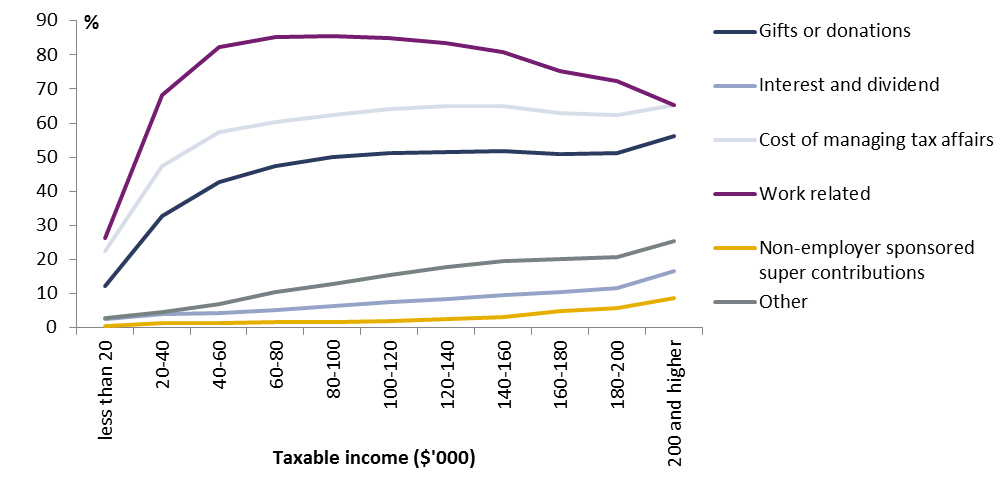 90
80
70
60
50
40
30
20
10
0
%
less than 20
20-40
40-60
60-80
80-100
100-120
120-140
140-160
160-180
180-200
200 and higher
Taxable income ($'000)
Gifts or donations
Interest and dividend
Cost of managing tax affairs
Work related
Non-employer sponsored
super contributions
Other